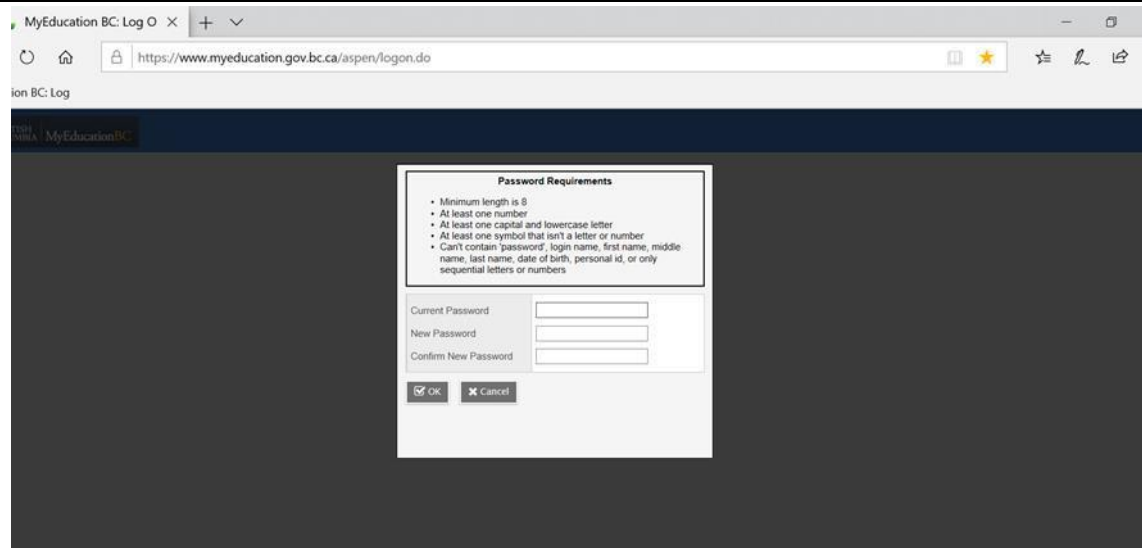 MyEducation BC: Log O
https://www.myeducation.gov.bc.ca/aspen/logon.do
ion BC: Log
MyEducationBC
Password Requirements
• Minimum length is 8
• At least one number
• At least one capital and lowercase letter
• At least one symbol that isn't a letter or number
• Can't contain 'password', login name, first name, middle
name, last name, date of birth, personal id, or only
sequential letters or numbers
Current Password
New Password
Confirm New Password
OK Cancel